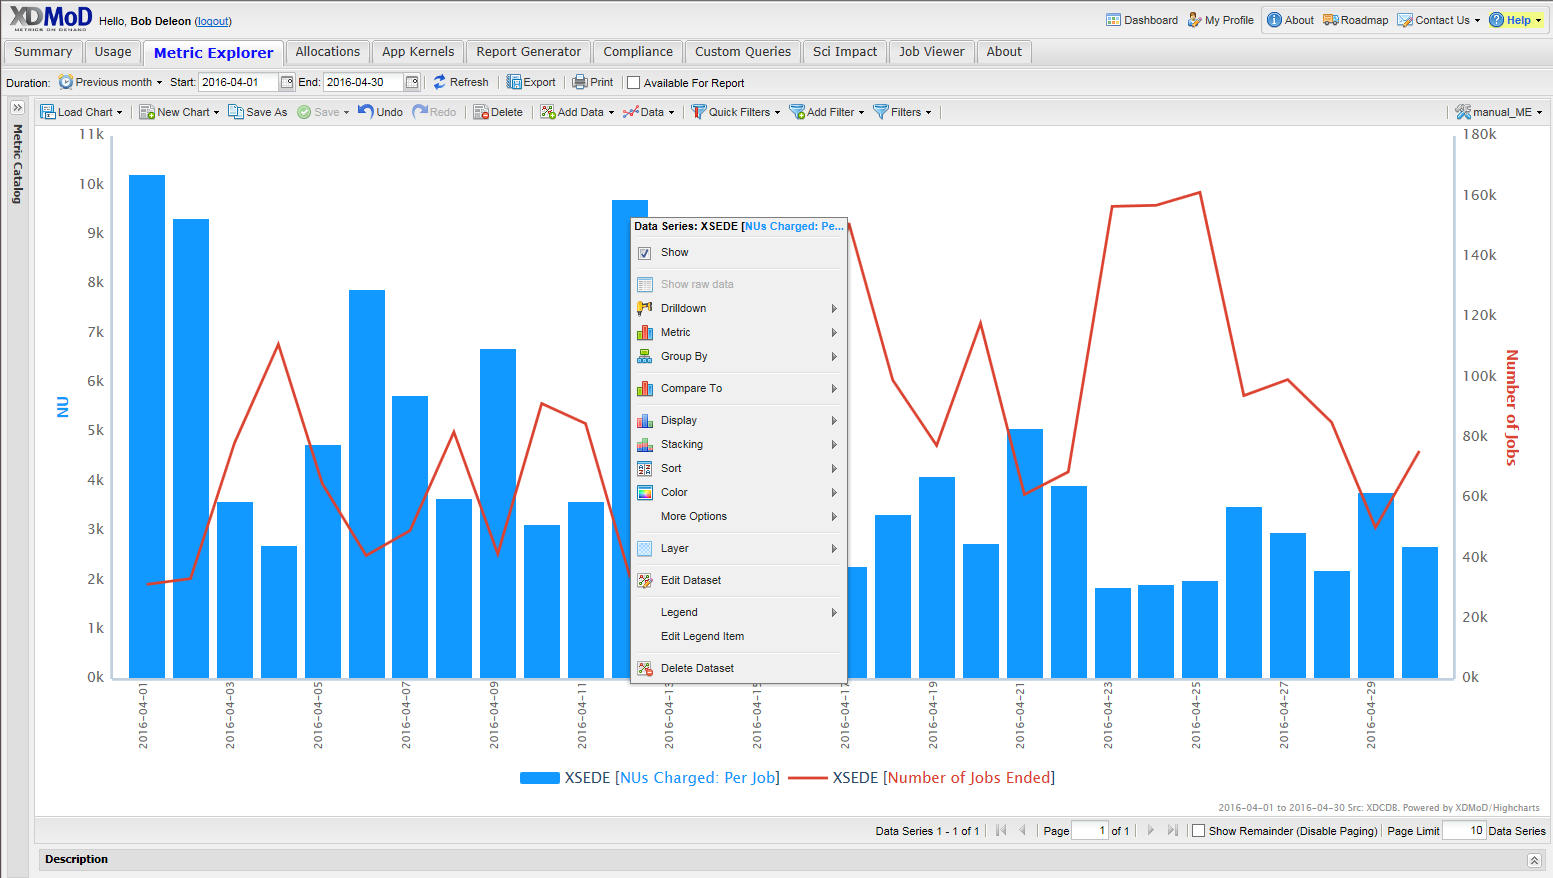 XDMoD Hello, Bob Deleon (logout) Dashboard My Profile About Roadmap Contact Us Help
METRICS ON DEMAND
Summary Usage Metric Explorer Allocations App Kernels Report Generator Compliance Custom Queries Sci Impact Job Viewer About
Duration: Previous month Start: 2016-04-01 End: 2016-04-30 Refresh Export Print Available For Report
Load Chart New Chart Save As Save Undo Redo Delete Add Data Data Quick Filters Add Filter Filters manual_ME
Metric Catalog
11k
10k
9k
8k
7k
6k
5k
4k
3k
2k
1k
0k
NU
Data Series: XSEDE [NUs Charged: Pe...
Show
Show raw data
Drilldown
Metric
Group By
Compare To
Display
Stacking
Sort
Color
More Options
Layer
Edit Dataset
Legend
Edit Legend Item
Delete Dataset
180k
160k
140k
120k
100k
80k
60k
40k
20k
0k
Number of Jobs
2016-04-01
2016-04-03
2016-04-05
2016-04-07
2016-04-09
2016-04-11
2016-04-13
2016-04-15
2016-04-17
2016-04-19
2016-04-21
2016-04-23
2016-04-25
2016-04-27
2016-04-29
XSEDE [NUs Charged: Per Job] XSEDE [Number of Jobs Ended]
2016-04-01 to 2016-04-30 Src: XDCDB. Powered by XDMoD/Highcharts
Data Series 1 - 1 of 1 Page 1 of 1 Show Remainder (Disable Paging) Page Limit 10 Data Series
Description